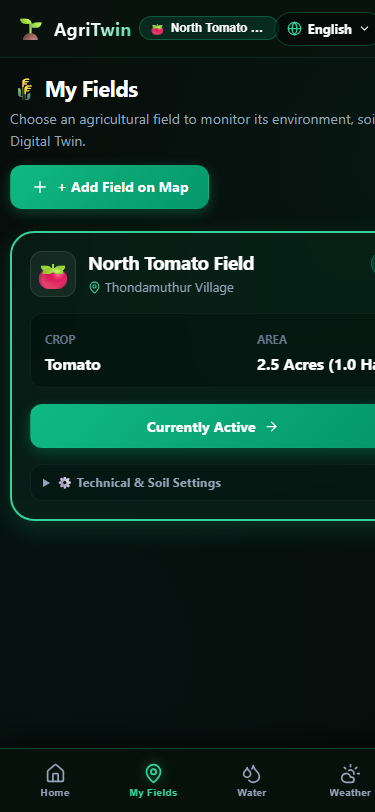 AgriTwin
North Tomato ...
English
My Fields
Choose an agricultural field to monitor its environment, soi
Digital Twin.
+ + Add Field on Map
North Tomato Field
Thondamuthur Village
CROP
AREA
Tomato
2.5 Acres (1.0 Ha
Currently Active →
Technical & Soil Settings
Home
My Fields
Water
Weather